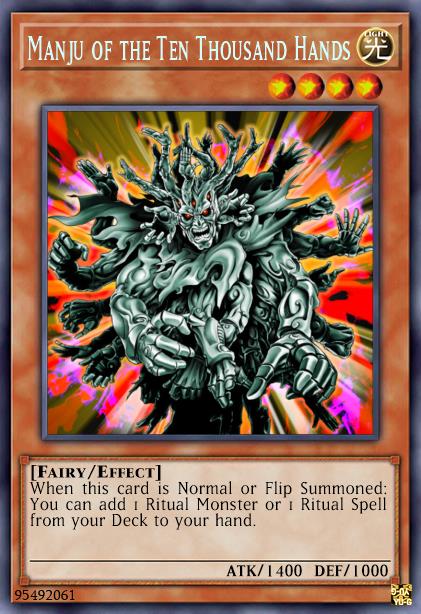 Manju of the Ten Thousand Hands
LIGHT
光
[Fairy/Effect]
When this card is Normal or Flip Summoned:
You can add 1 Ritual Monster or 1 Ritual Spell
from your Deck to your hand.
ATK/1400 DEF/1000
95492061